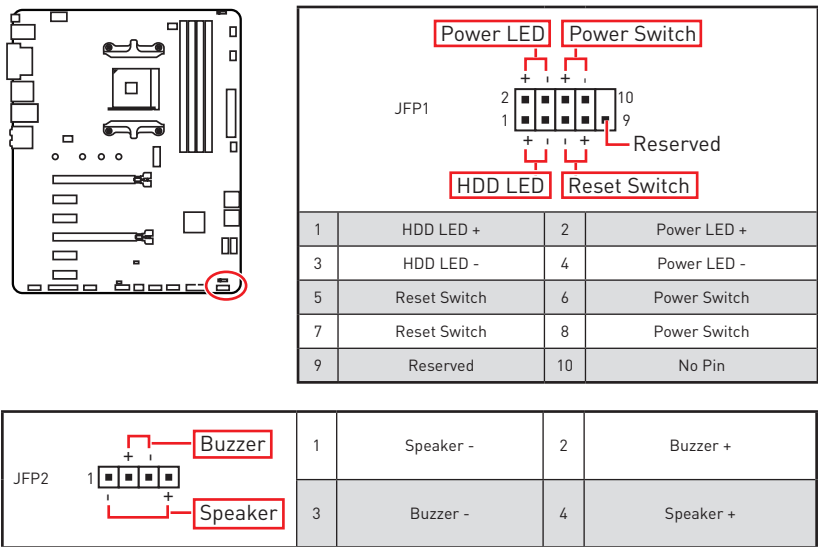 Power LED Power Switch
+ - + -
2 10
JFP1
1 9
+ - - +
Reserved
HDD LED Reset Switch
1 HDD LED + 2 Power LED +
3 HDD LED - 4 Power LED -
5 Reset Switch 6 Power Switch
7 Reset Switch 8 Power Switch
9 Reserved 10 No Pin
Buzzer
+ -
JFP2 1
- +
Speaker
1 Speaker - 2 Buzzer +
3 Buzzer - 4 Speaker +